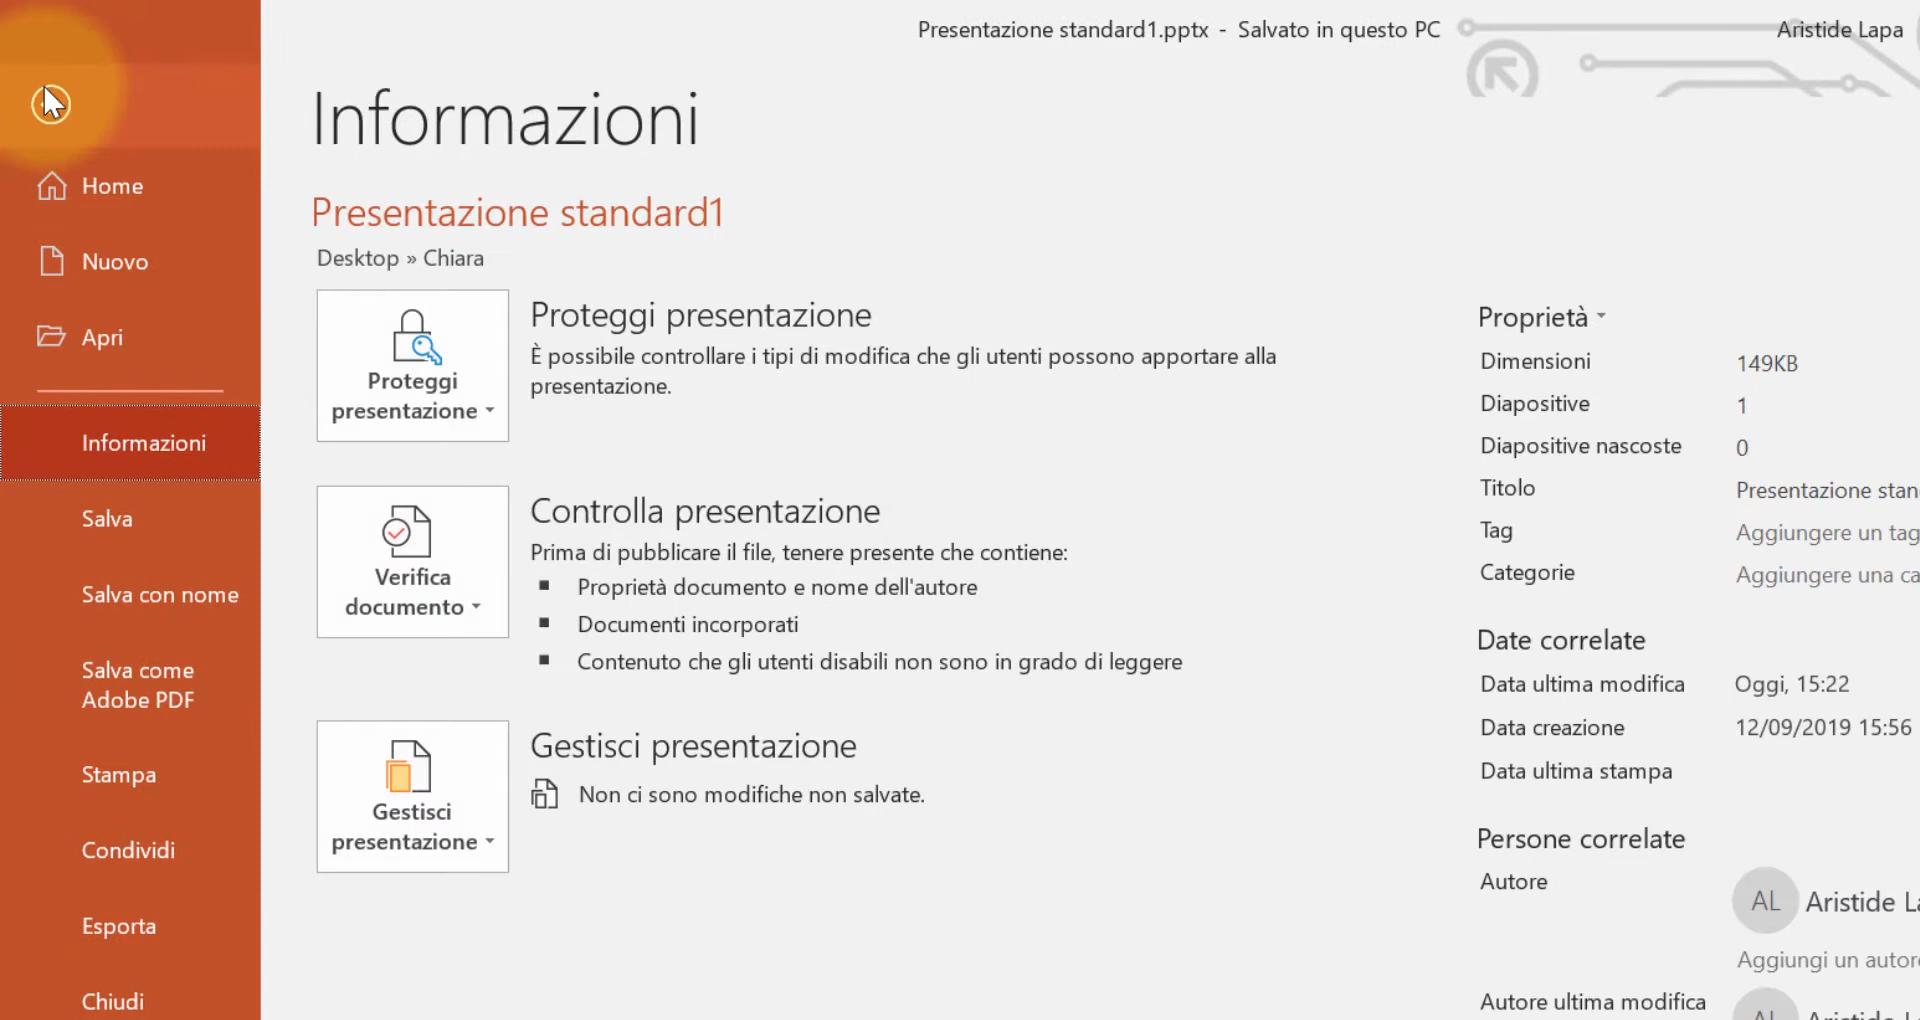 Presentazione standard1.pptx - Salvato in questo PC
Aristide Lapa
Home
Nuovo
Apri
Informazioni
Salva
Salva con nome
Salva come
Adobe PDF
Stampa
Condividi
Esporta
Chiudi
Informazioni
Presentazione standard1
Desktop » Chiara
Proteggi
presentazione
Proteggi presentazione
È possibile controllare i tipi di modifica che gli utenti possono apportare alla
presentazione.
Verifica
documento
Controlla presentazione
Prima di pubblicare il file, tenere presente che contiene:
Proprietà documento e nome dell'autore
Documenti incorporati
Contenuto che gli utenti disabili non sono in grado di leggere
Gestisci
presentazione
Gestisci presentazione
Non ci sono modifiche non salvate.
Proprietà
Dimensioni 149KB
Diapositive 1
Diapositive nascoste 0
Titolo Presentazione stan
Tag Aggiungere un tag
Categorie Aggiungere una ca
Date correlate
Data ultima modifica Oggi, 15:22
Data creazione 12/09/2019 15:56
Data ultima stampa
Persone correlate
Autore
AL Aristide La
Aggiungi un autor
Autore ultima modifica